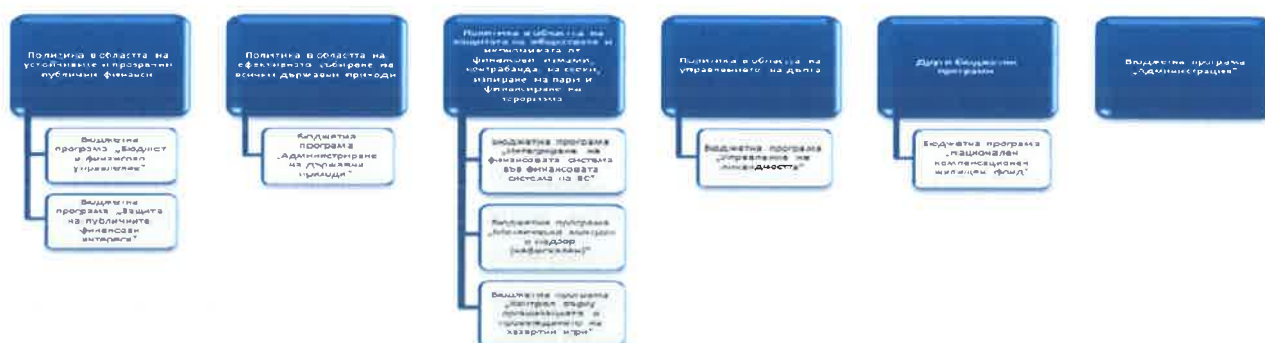 Политика в областта на
устойчивите и прозрачни
публични финанси
Бюджетна
програма „Бюджет
и финансово
управление“
Бюджетна
програма „Защита
на публичните
финансови
интереси“
Политика в областта на
ефективното събиране на
всички държавни приходи
Бюджетна
програма
„Администриране
на държавни
приходи“
Политика в областта на
защитата на обществото и
икономиката от
финансови измами,
контрабанда на стоки,
изпиране на пари и
финансиране на
тероризма
Бюджетна програма
„Интегриране на
финансовата система
във финансовата
система на ЕС“
Бюджетна програма
и надзор
Бюджетна програма
„Контрол върху
организацията и
провеждането на
хазартни игри“
Политика в областта на
управлението на дълга
Бюджетна програма
„Управление на
ликвидността“
Други бюджетни
програми
Бюджетна програма
„Национален
компенсационен
жилищен фонд“
Бюджетна програма
„Администрация“